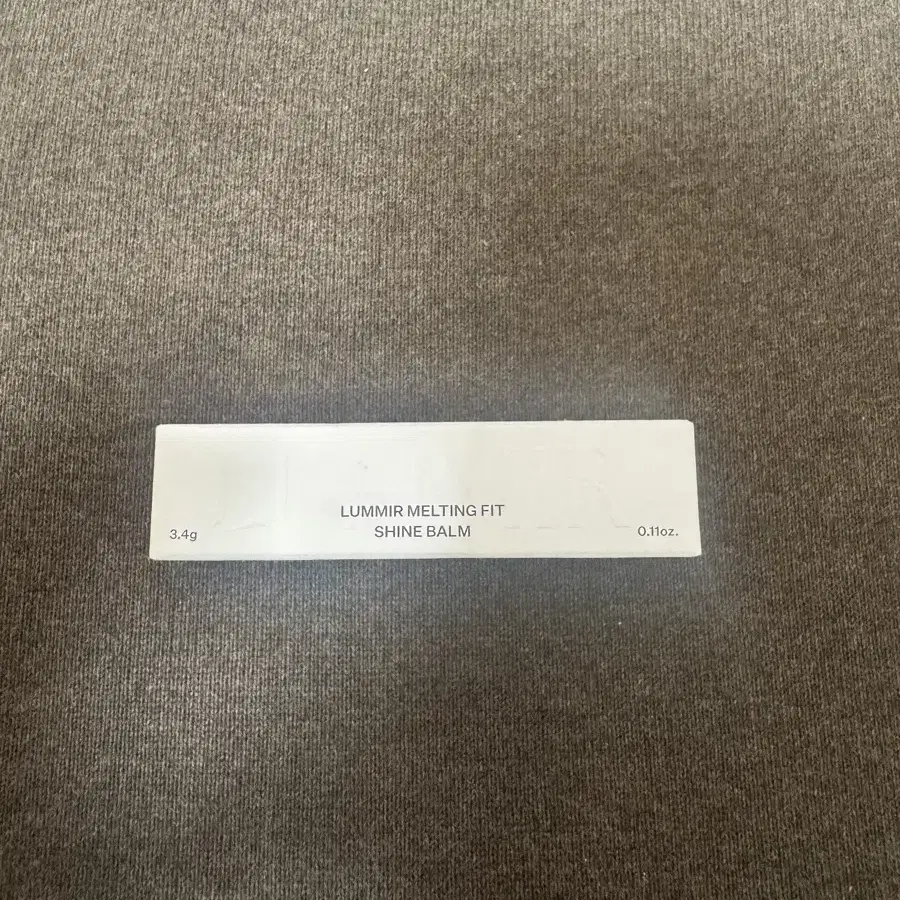 LUMMIR MELTING FIT
SHINE BALM
3.4g
0.11oz.